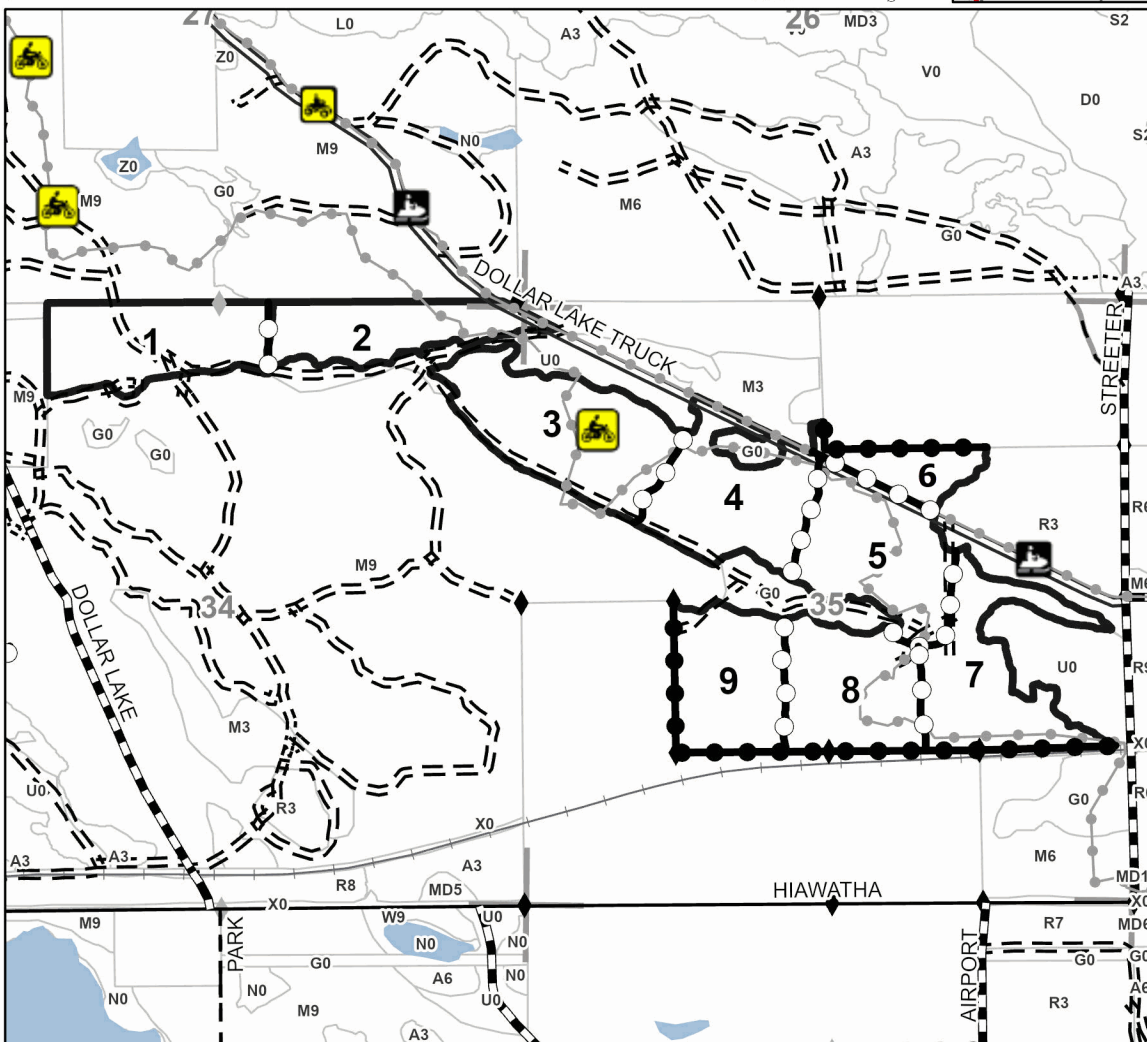 27
26
L0
A3
MD3
S2
Z0
V0
D0
M9
N0
A3
Z0
G0
M9
M6
G0
A3
DOLLAR LAKE TRUCK
STREETER
1
2
U0
M3
M9
3
G0
G0
G0
6
4
R3
5
M9
34
G0
35
DOLLAR LAKE
9
8
7
U0
M3
U0
R3
X0
G0
A3
A3
M6
R8
A3
MD5
MD1
HIAWATHA
X0
X0
M9
W9
U0
R7
PARK
N0
N0
G0
G0
A6
N0
U0
AIRPORT
N0
N0
M9
R3
A3